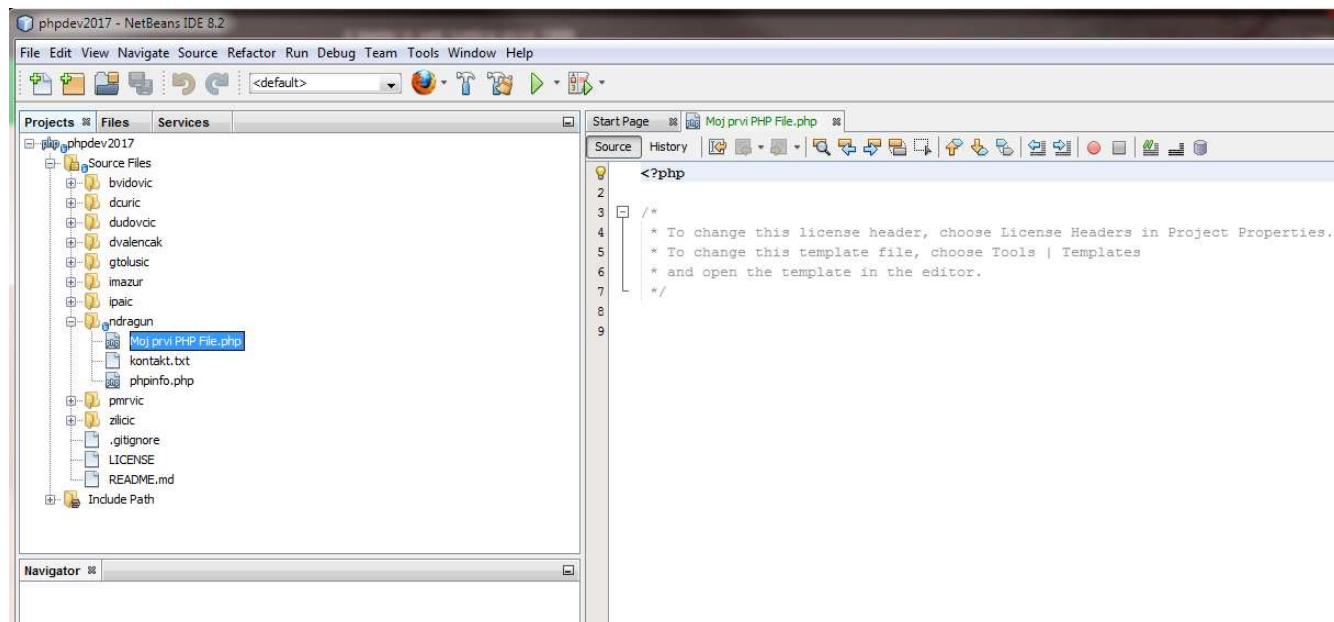 phpdev2017 - NetBeans IDE 8.2
File Edit View Navigate Source Refactor Run Debug Team Tools Window Help
<default>
Projects Files Services
phpdev2017
Source Files
bvidovic
dcuric
dudovcic
dvalencak
gtolusic
imazur
ipaic
ndragun
Moj prvi PHP File.php
kontakt.txt
phpinfo.php
pmrvic
zilicic
.gitignore
LICENSE
README.md
Include Path
Navigator
Start Page Moj prvi PHP File.php
Source History
<?php
2
3 /*
4 * To change this license header, choose License Headers in Project Properties.
5 * To change this template file, choose Tools | Templates
6 * and open the template in the editor.
7 */
8
9